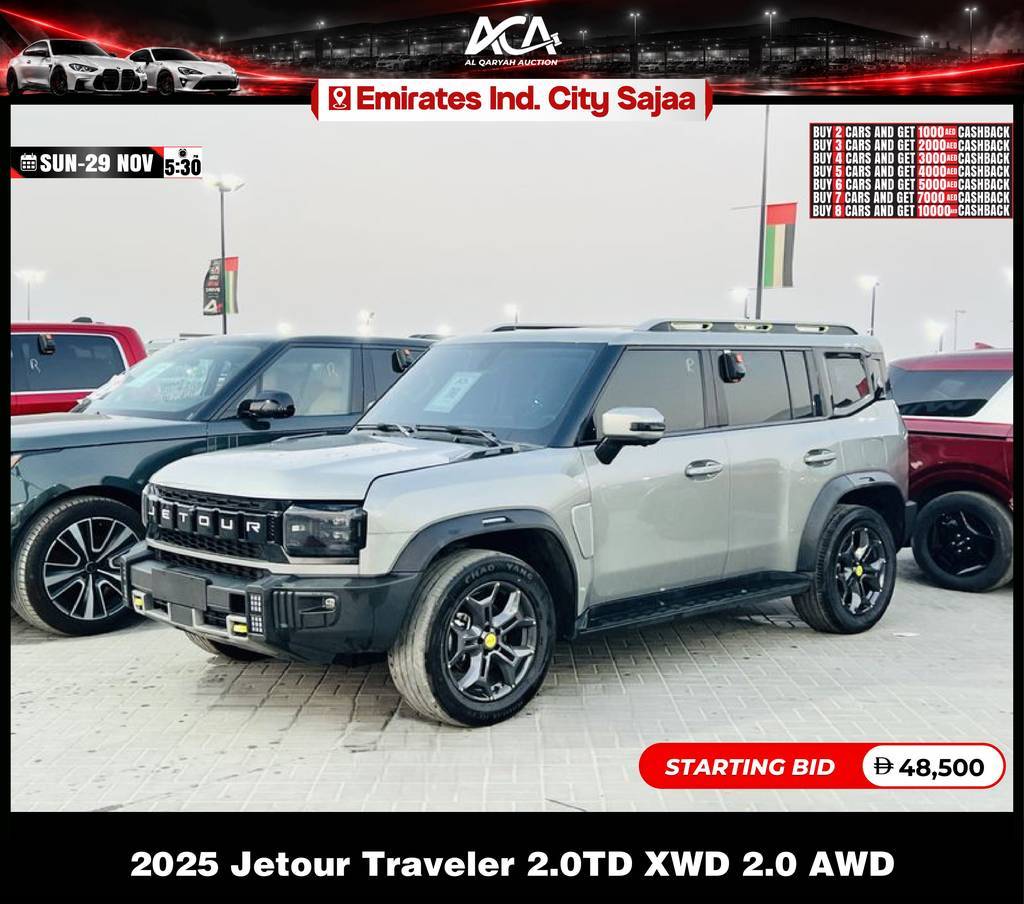 ACA
AL QARYAH AUCTION
Emirates Ind. City Sajaa
SUN-29 NOV 5:30
BUY 2 CARS AND GET 1000 AED CASHBACK
BUY 3 CARS AND GET 2000 AED CASHBACK
BUY 4 CARS AND GET 3000 AED CASHBACK
BUY 5 CARS AND GET 4000 AED CASHBACK
BUY 6 CARS AND GET 5000 AED CASHBACK
BUY 7 CARS AND GET 7000 AED CASHBACK
BUY 8 CARS AND GET 10000 AED CASHBACK
R
R
JETOUR
CHAO YANG
STARTING BID 48,500
2025 Jetour Traveler 2.0TD XWD 2.0 AWD